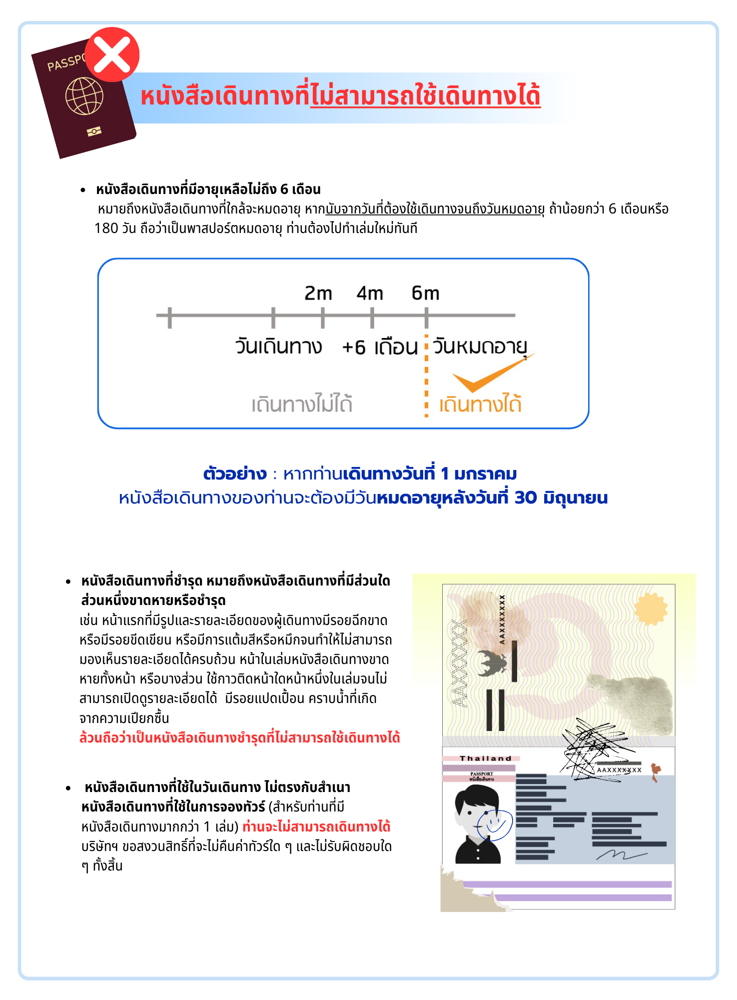 PASSPO
หนังสือเดินทางที่ไม่สามารถใช้เดินทางได้
• หนังสือเดินทางที่มีอายุเหลือไม่ถึง 6 เดือน
หมายถึงหนังสือเดินทางที่ใกล้จะหมดอายุ หากนับจากวันที่ต้องใช้เดินทางจนถึงวันหมดอายุ ถ้าน้อยกว่า 6 เดือนหรือ
180 วัน ถือว่าเป็นพาสปอร์ตหมดอายุ ท่านต้องไปทำเล่มใหม่ทันที
2m 4m 6m
วันเดินทาง +6 เดือน วันหมดอายุ
เดินทางไม่ได้ เดินทางได้
ตัวอย่าง : หากท่านเดินทางวันที่ 1 มกราคม
หนังสือเดินทางของท่านจะต้องมีวันหมดอายุหลังวันที่ 30 มิถุนายน
• หนังสือเดินทางที่ชำรุด หมายถึงหนังสือเดินทางที่มีส่วนใด
ส่วนหนึ่งขาดหายหรือชำรุด
เช่น หน้าแรกที่มีรูปและรายละเอียดของผู้เดินทางมีรอยฉีกขาด
หรือมีรอยขีดเขียน หรือมีการแต้มสีหรือหมึกจนทำให้ไม่สามารถ
มองเห็นรายละเอียดได้ครบถ้วน หน้าในเล่มหนังสือเดินทางขาด
หายทั้งหน้า หรือบางส่วน ใช้กาวติดหน้าใดหน้าหนึ่งในเล่มจนไม่
สามารถเปิดดูรายละเอียดได้ มีรอยแปดเปื้อน คราบน้ำที่เกิด
จากความเปียกซื้น
ล้วนถือว่าเป็นหนังสือเดินทางชำรุดที่ไม่สามารถใช้เดินทางได้
• หนังสือเดินทางที่ใช้ในวันเดินทาง ไม่ตรงกับสำเนา
หนังสือเดินทางที่ใช้ในการจองทัวร์ (สำหรับท่านที่มี
หนังสือเดินทางมากกว่า 1 เล่ม) ท่านจะไม่สามารถเดินทางได้
บริษัทฯ ขอสงวนสิทธิ์ที่จะไม่คืนค่าทัวร์ใด ๆ และไม่รับผิดชอบใด
ๆ ทั้งสิ้น
AAXXXXXXX
AAXXXXXXX
Thailand
PASSPORT
หนังสือเดินทาง
AAXXXXXXX